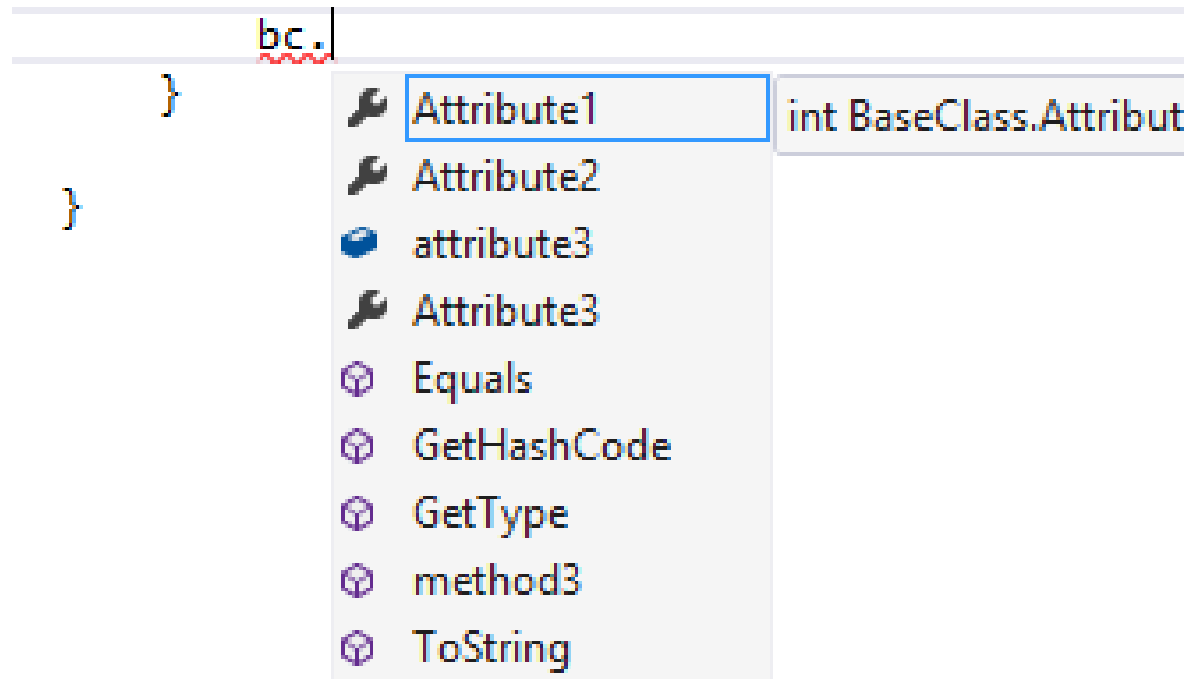 bc.
}
Attribute1
int BaseClass.Attribut
Attribute2
}
attribute3
Attribute3
Equals
GetHashCode
GetType
method3
ToString